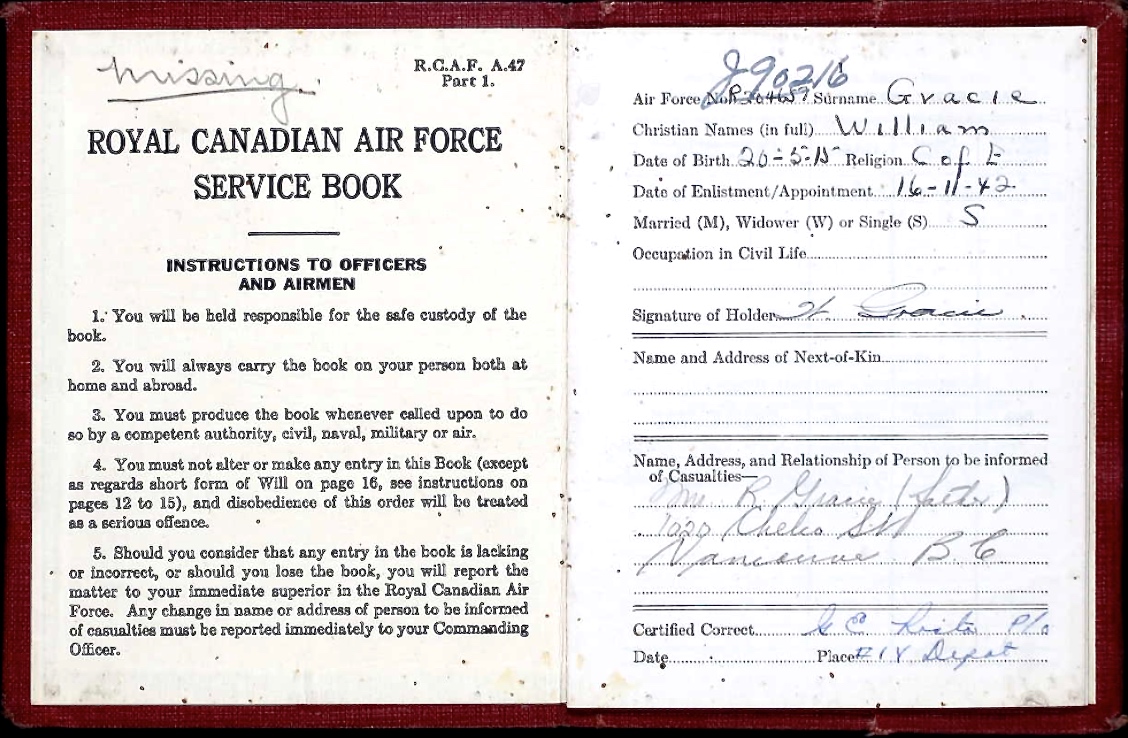 missing.
R.C.A.F. A.47
Part 1.
ROYAL CANADIAN AIR FORCE
SERVICE BOOK
INSTRUCTIONS TO OFFICERS
AND AIRMEN
1. You will be held responsible for the safe custody of the
book.
2. You will always carry the book on your person both at
home and abroad.
3. You must produce the book whenever called upon to do
so by a competent authority, civil, naval, military or air.
4. You must not alter or make any entry in this Book (except
as regards short form of Will on page 16, see instructions on
pages 12 to 15), and disobedience of this order will be treated
as a serious offence.
5. Should you consider that any entry in the book is lacking
or incorrect, or should you lose the book, you will report the
matter to your immediate superior in the Royal Canadian Air
Force. Any change in name or address of person to be informed
of casualties must be reported immediately to your Commanding
Officer.
J90216
Air Force No. Surname Gracie
Christian Names (in full) William
Date of Birth 20-5-15 Religion C of E
Date of Enlistment/Appointment 16-11-42
Married (M), Widower (W) or Single (S) S
Occupation in Civil Life
Signature of Holder W Gracie
Name and Address of Next-of-Kin
Name, Address, and Relationship of Person to be informed
of Casualties—
Mr. R. Gracie (Father)
St
Vancouver B C
Certified Correct G E P/O
Date Place Depot